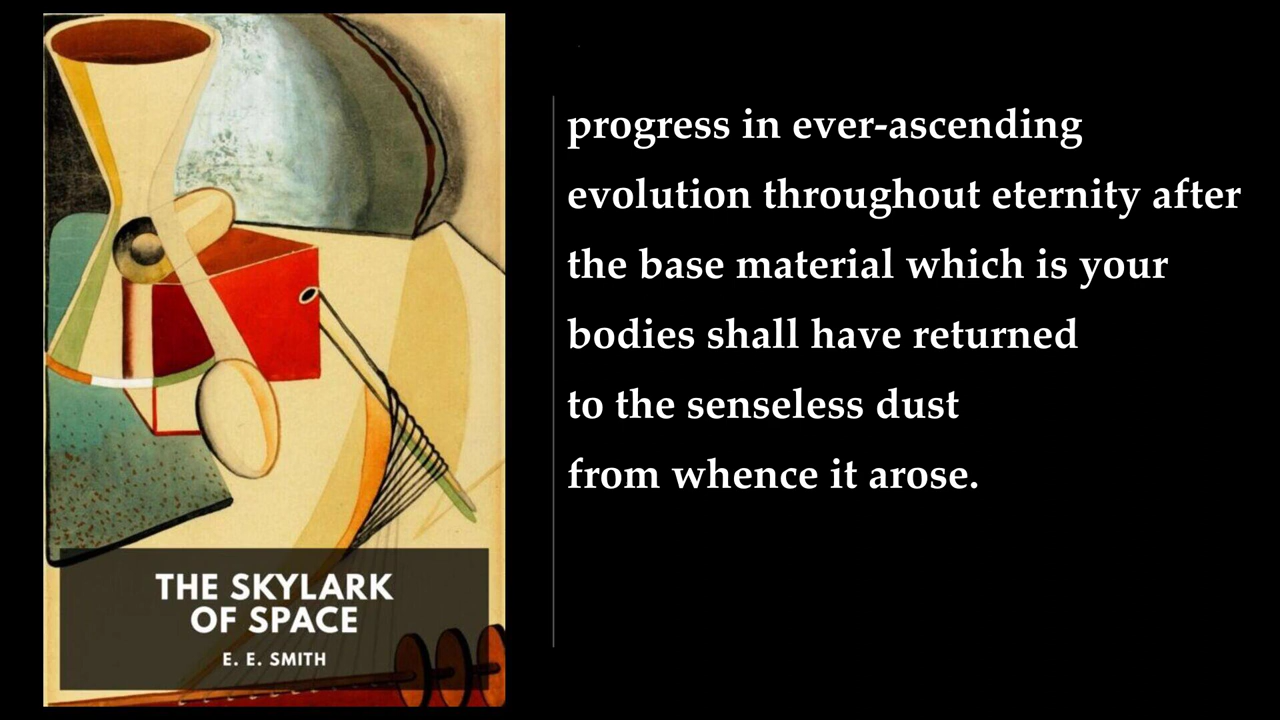 THE SKYLARK
OF SPACE
E. E. SMITH
progress in ever-ascending
evolution throughout eternity after
the base material which is your
bodies shall have returned
to the senseless dust
from whence it arose.